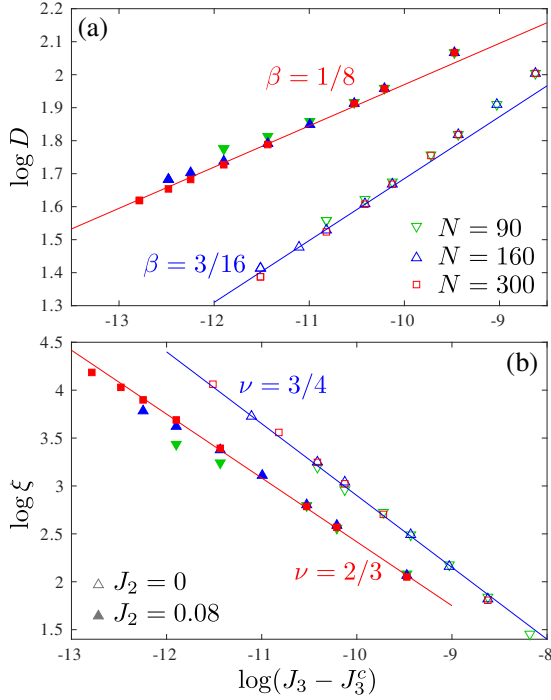 (a)
2.2
2.1
2
1.9
1.8
1.7
1.6
1.5
1.4
1.3
log D
β = 1/8
β = 3/16
N = 90
N = 160
N = 300
-13 -12 -11 -10 -9
(b)
4.5
4
3.5
3
2.5
2
1.5
log ξ
ν = 3/4
ν = 2/3
J₂ = 0
J₂ = 0.08
-13 -12 -11 -10 -9 -8
log(J₃ − J₃ᶜ)